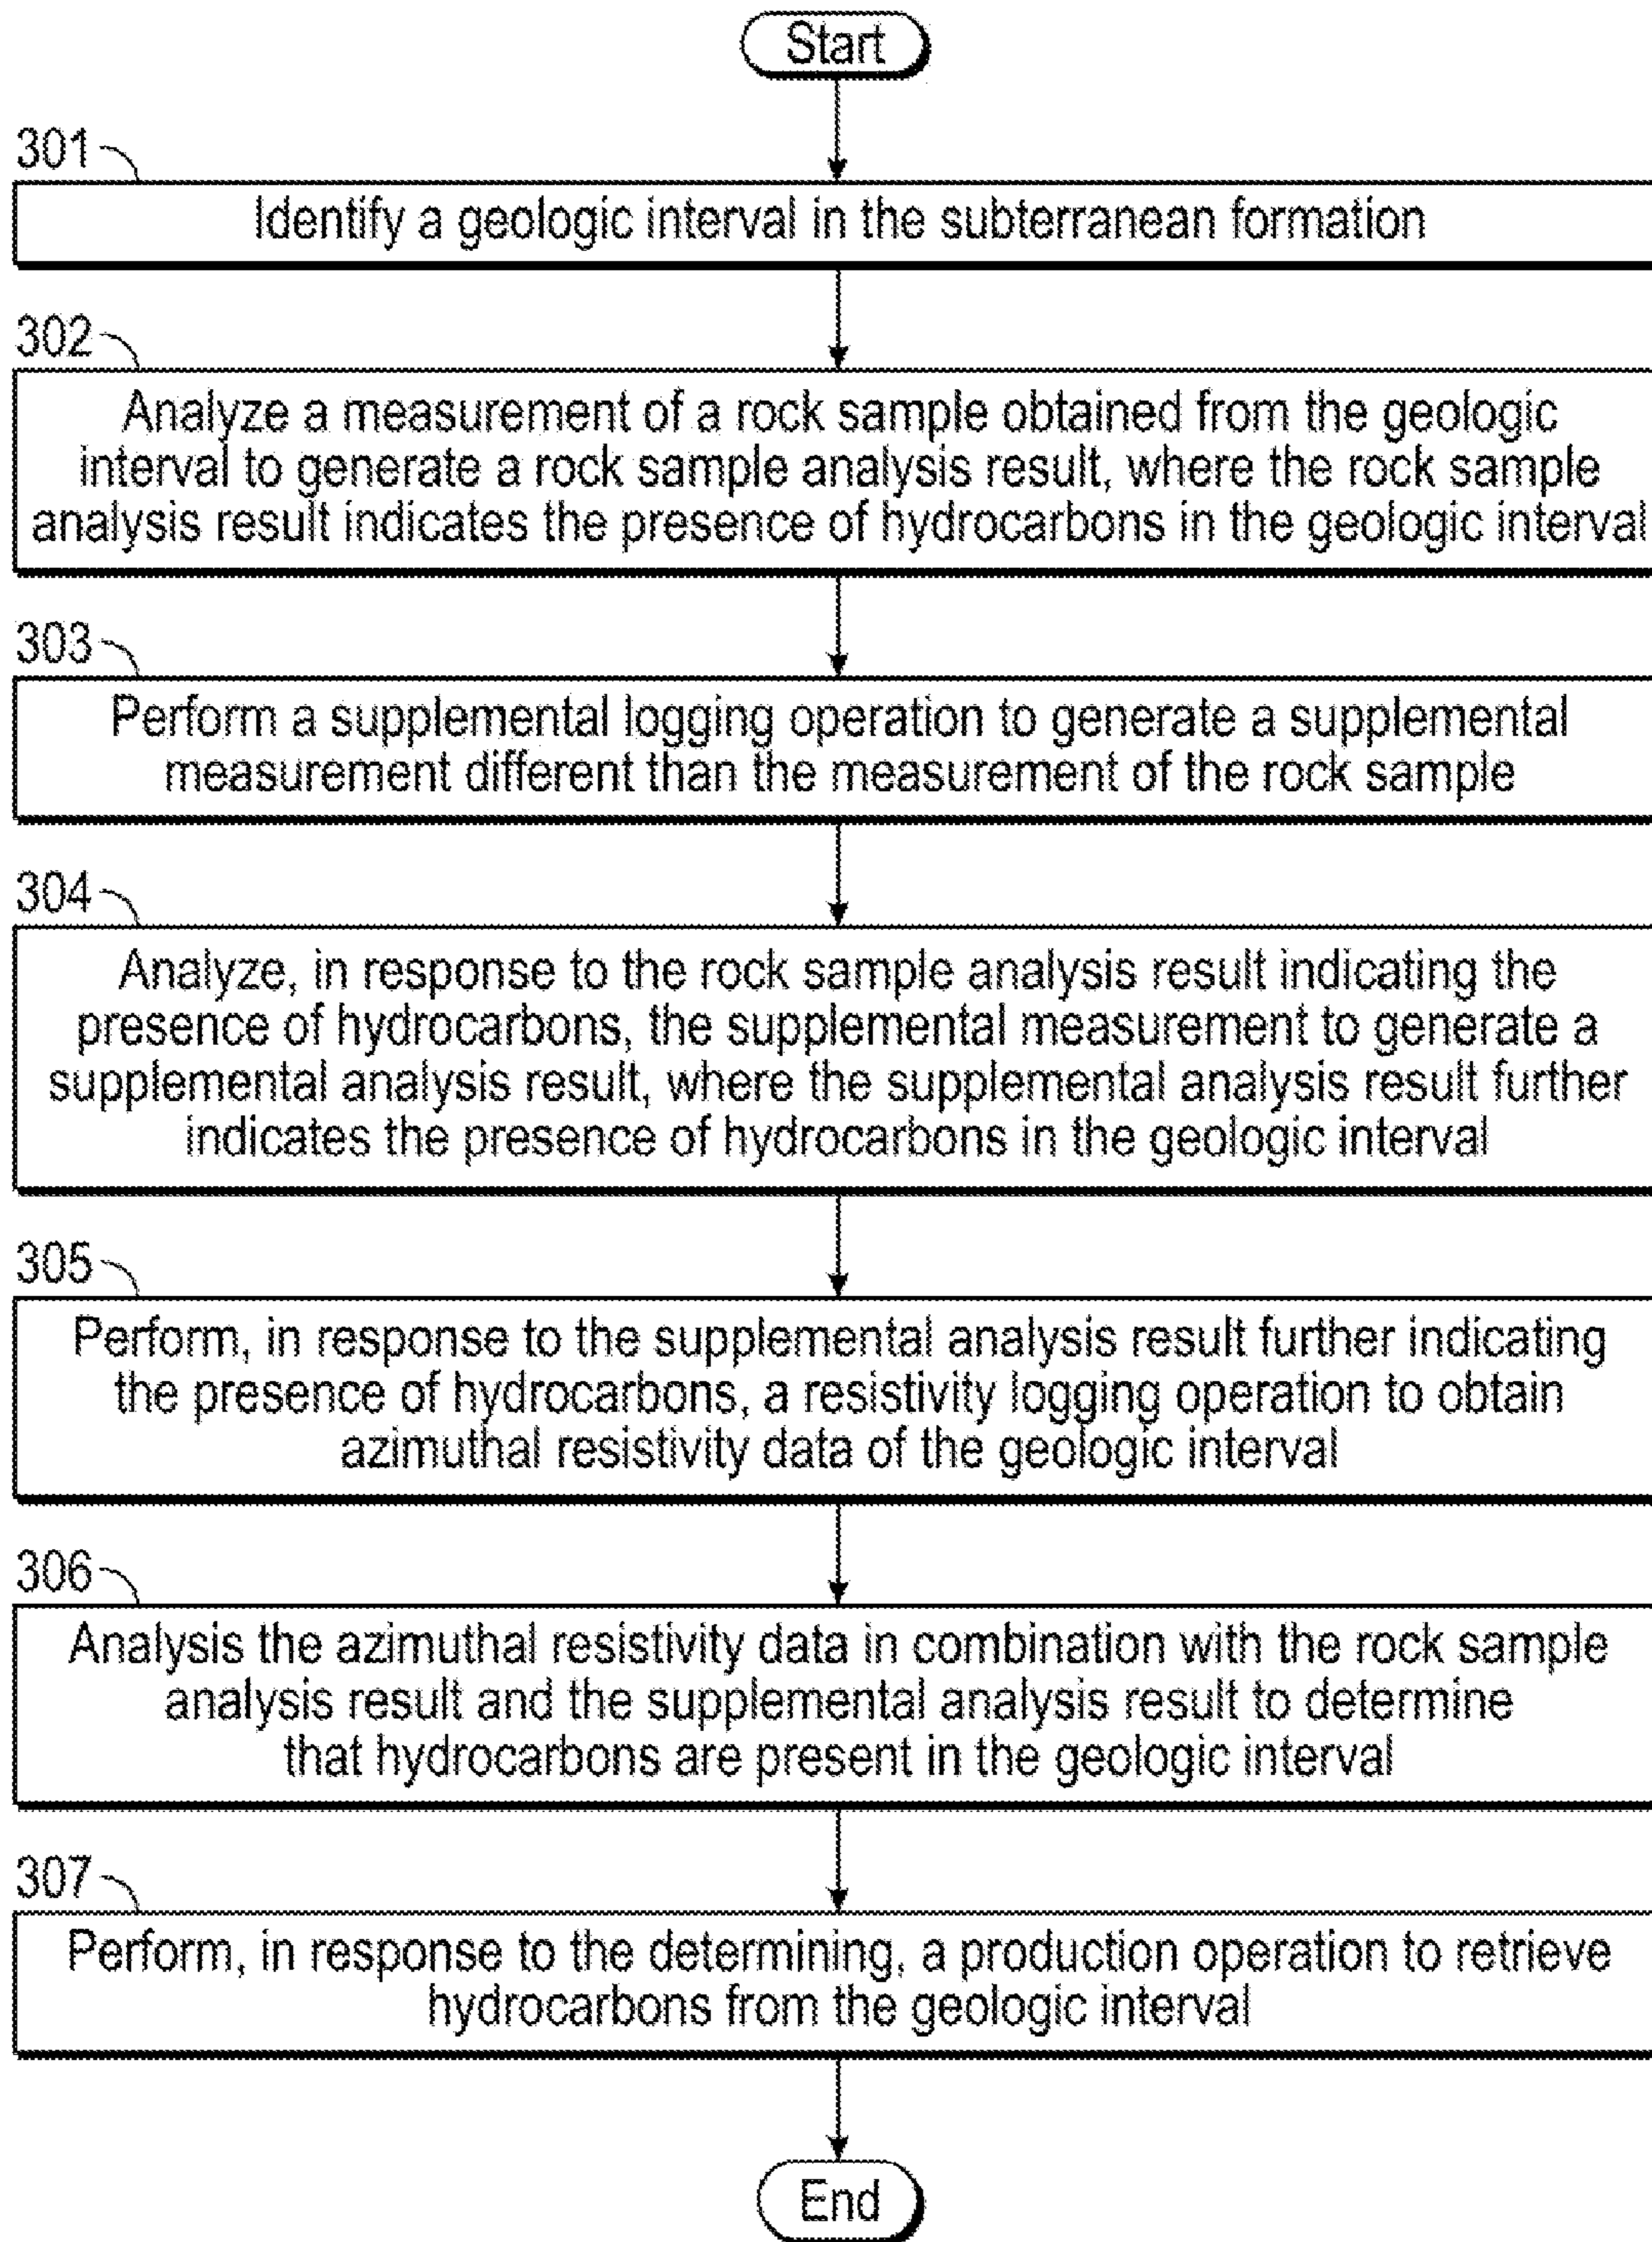 Start
301
Identify a geologic interval in the subterranean formation
302
Analyze a measurement of a rock sample obtained from the geologic
interval to generate a rock sample analysis result, where the rock sample
analysis result indicates the presence of hydrocarbons in the geologic interval
303
Perform a supplemental logging operation to generate a supplemental
measurement different than the measurement of the rock sample
304
Analyze, in response to the rock sample analysis result indicating the
presence of hydrocarbons, the supplemental measurement to generate a
supplemental analysis result, where the supplemental analysis result further
indicates the presence of hydrocarbons in the geologic interval
305
Perform, in response to the supplemental analysis result further indicating
the presence of hydrocarbons, a resistivity logging operation to obtain
azimuthal resistivity data of the geologic interval
306
Analysis the azimuthal resistivity data in combination with the rock sample
analysis result and the supplemental analysis result to determine
that hydrocarbons are present in the geologic interval
307
Perform, in response to the determining, a production operation to retrieve
hydrocarbons from the geologic interval
End